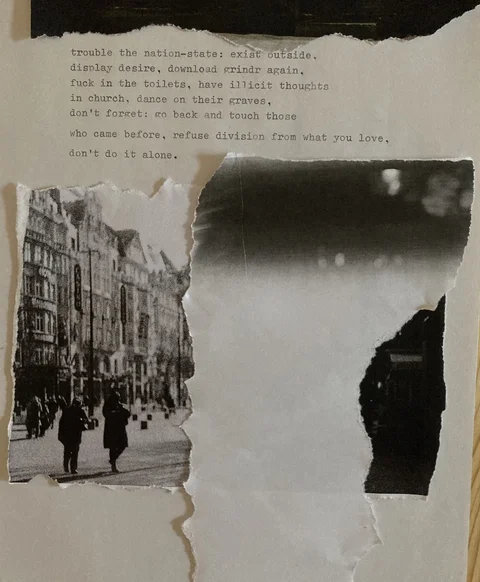 trouble the nation-state: exist outside,
display desire, download grindr again,
fuck in the toilets, have illicit thoughts
in church, dance on their graves,
don't forget: go back and touch those
who came before, refuse division from what you love,
don't do it alone.